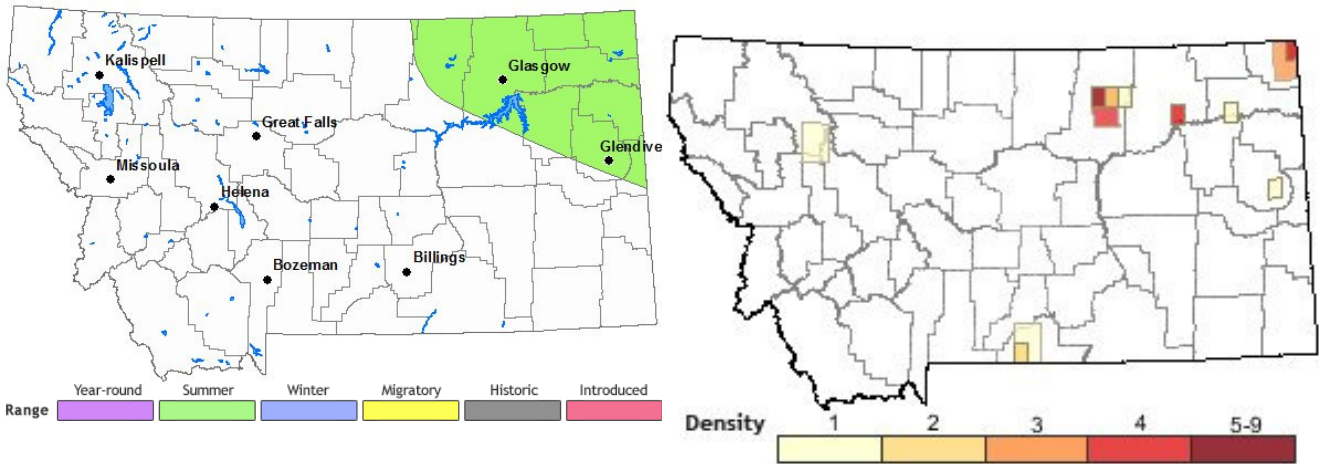 Kalispell
Glasgow
Great Falls
Glendive
Missoula
Helena
Bozeman
Billings
Year-round Summer Winter Migratory Historic Introduced
Range
Density 1 2 3 4 5-9